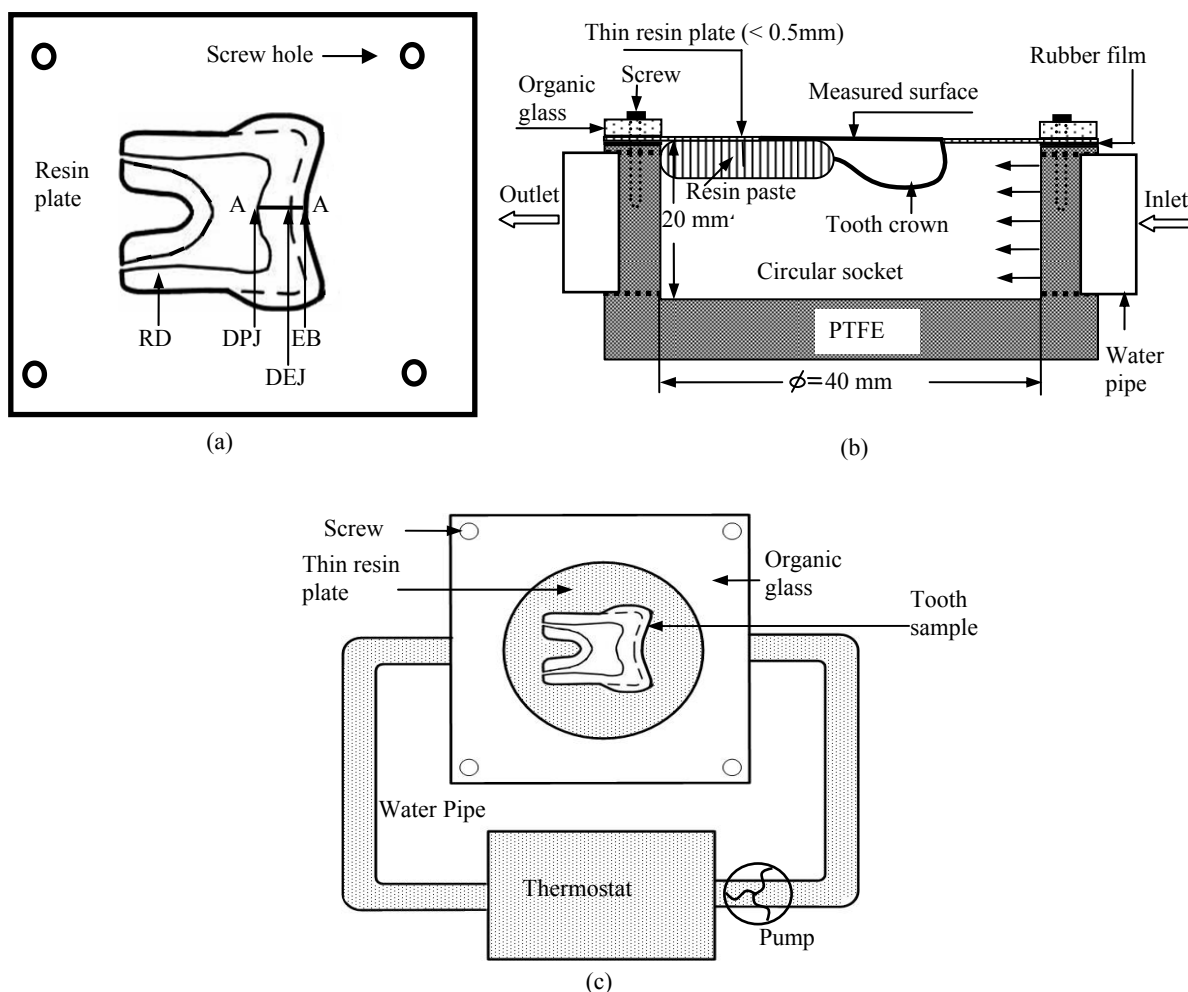 Screw hole
Resin
plate
A
A
RD
DPJ
EB
DEJ
(a)
(b)
Thin resin plate (< 0.5mm)
Screw
Rubber film
Organic
glass
Measured surface
Outlet
Resin paste
Inlet
20 mm
Tooth crown
Circular socket
PTFE
Water
pipe
ϕ=40 mm
(b)
Screw
Thin resin
plate
Organic
glass
Tooth
sample
Water Pipe
Thermostat
Pump
(c)